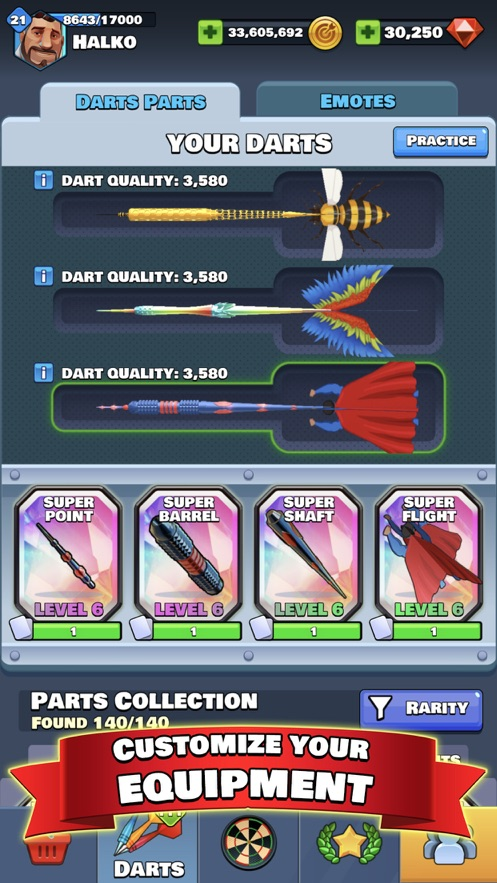 21
8643/17000
HALKO
33,605,692
30,250
DARTS PARTS
EMOTES
YOUR DARTS
PRACTICE
i DART QUALITY: 3,580
i DART QUALITY: 3,580
i DART QUALITY: 3,580
SUPER
POINT
LEVEL 6
1
SUPER
BARREL
LEVEL 6
1
SUPER
SHAFT
LEVEL 6
1
SUPER
FLIGHT
LEVEL 6
1
PARTS COLLECTION
FOUND 140/140
RARITY
CUSTOMIZE YOUR
EQUIPMENT
DARTS